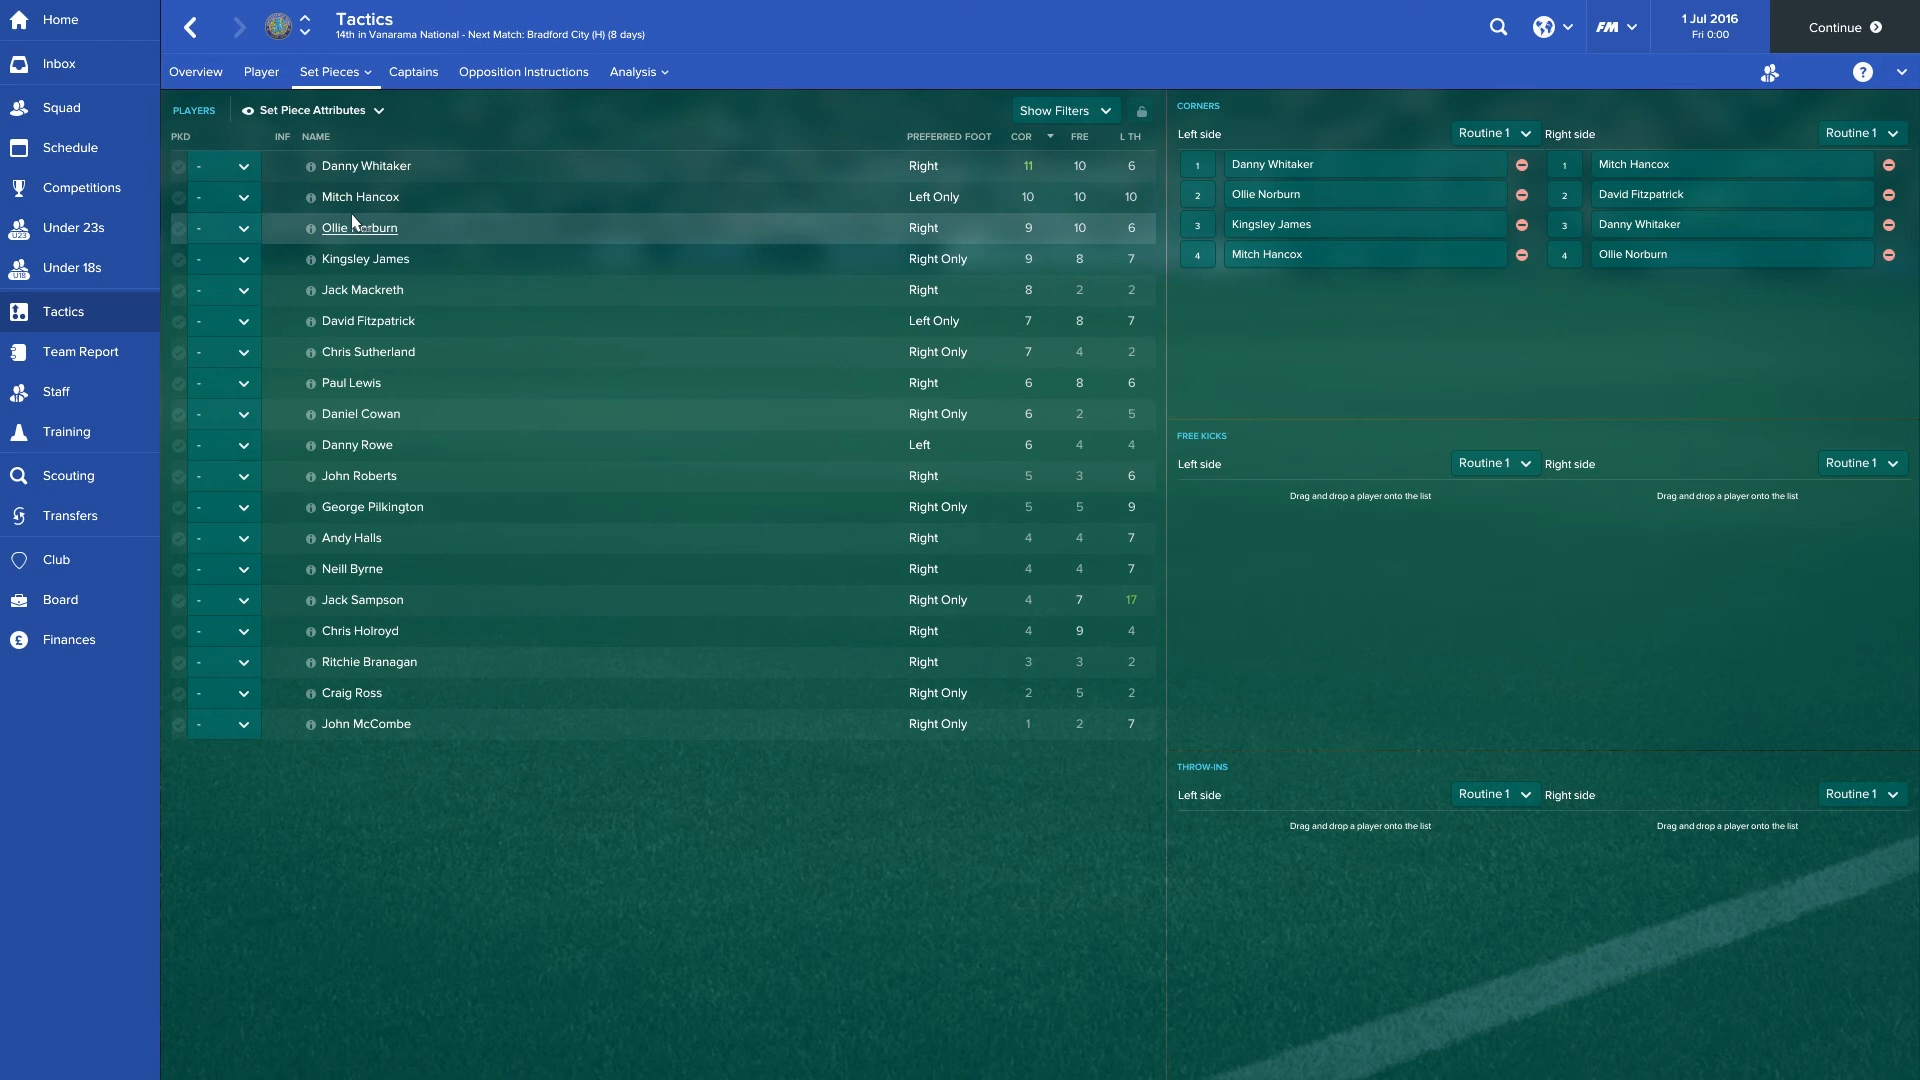 Home
Inbox
Squad
Schedule
Competitions
U23
Under 23s
U18
Under 18s
Tactics
Team Report
Staff
Training
Scouting
Transfers
Club
Board
£
Finances
Tactics
14th in Vanarama National - Next Match: Bradford City (H) (8 days)
FM
1 Jul 2016
Fri 0:00
Continue
Overview Player Set Pieces Captains Opposition Instructions Analysis
?
PLAYERS Set Piece Attributes Show Filters
PKD INF NAME PREFERRED FOOT COR FRE L TH
- Danny Whitaker Right 11 10 6
- Mitch Hancox Left Only 10 10 10
- Ollie Norburn Right 9 10 6
- Kingsley James Right Only 9 8 7
- Jack Mackreth Right 8 2 2
- David Fitzpatrick Left Only 7 8 7
- Chris Sutherland Right Only 7 4 2
- Paul Lewis Right 6 8 6
- Daniel Cowan Right Only 6 2 5
- Danny Rowe Left 6 4 4
- John Roberts Right 5 3 6
- George Pilkington Right Only 5 5 9
- Andy Halls Right 4 4 7
- Neill Byrne Right 4 4 7
- Jack Sampson Right Only 4 7 17
- Chris Holroyd Right 4 9 4
- Ritchie Branagan Right 3 3 2
- Craig Ross Right Only 2 5 2
- John McCombe Right Only 1 2 7
CORNERS
Left side Routine 1 Right side Routine 1
1 Danny Whitaker 1 Mitch Hancox
2 Ollie Norburn 2 David Fitzpatrick
3 Kingsley James 3 Danny Whitaker
4 Mitch Hancox 4 Ollie Norburn
FREE KICKS
Left side Routine 1 Right side Routine 1
Drag and drop a player onto the list Drag and drop a player onto the list
THROW-INS
Left side Routine 1 Right side Routine 1
Drag and drop a player onto the list Drag and drop a player onto the list